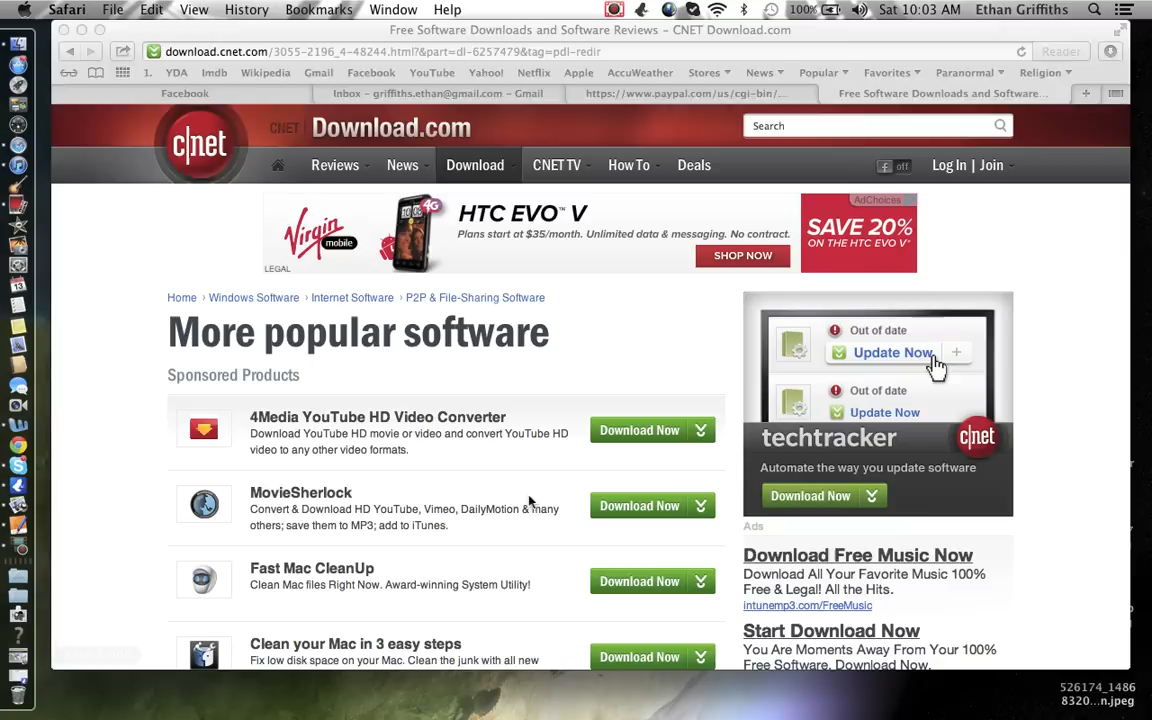 Safari File Edit View History Bookmarks Window Help 100% Sat 10:03 AM Ethan Griffiths
Free Software Downloads and Software Reviews - CNET Download.com
download.cnet.com/3055-2196_4-48244.html?&part=dl-6257479&tag=pdl-redir Reader
1. YDA Imdb Wikipedia Gmail Facebook YouTube Yahoo! Netflix Apple AccuWeather Stores News Popular Favorites Paranormal Religion
Facebook Inbox - griffiths.ethan@gmail.com - Gmail https://www.paypal.com/us/cgi-bin/... Free Software Downloads and Software...
c|net CNET Download.com Search
Reviews News Download CNET TV How To Deals off Log In | Join
Virgin mobile
4G
HTC EVO™ V
Plans start at $35/month. Unlimited data & messaging. No contract.
SHOP NOW
LEGAL
AdChoices
SAVE 20%
ON THE HTC EVO V
Home › Windows Software › Internet Software › P2P & File-Sharing Software
More popular software
Sponsored Products
4Media YouTube HD Video Converter
Download YouTube HD movie or video and convert YouTube HD
video to any other video formats.
Download Now
MovieSherlock
Convert & Download HD YouTube, Vimeo, DailyMotion & many
others; save them to MP3; add to iTunes.
Download Now
Fast Mac CleanUp
Clean Mac files Right Now. Award-winning System Utility!
Download Now
Clean your Mac in 3 easy steps
Fix low disk space on your Mac. Clean the junk with all new
Download Now
Out of date
Update Now
Out of date
Update Now
techtracker
c|net
Automate the way you update software
Download Now
Ads
Download Free Music Now
Download All Your Favorite Music 100%
Free & Legal! All the Hits.
intunemp3.com/FreeMusic
Start Download Now
You Are Moments Away From Your 100%
Free Software. Download Now.
526174_1486
8320...n.jpeg